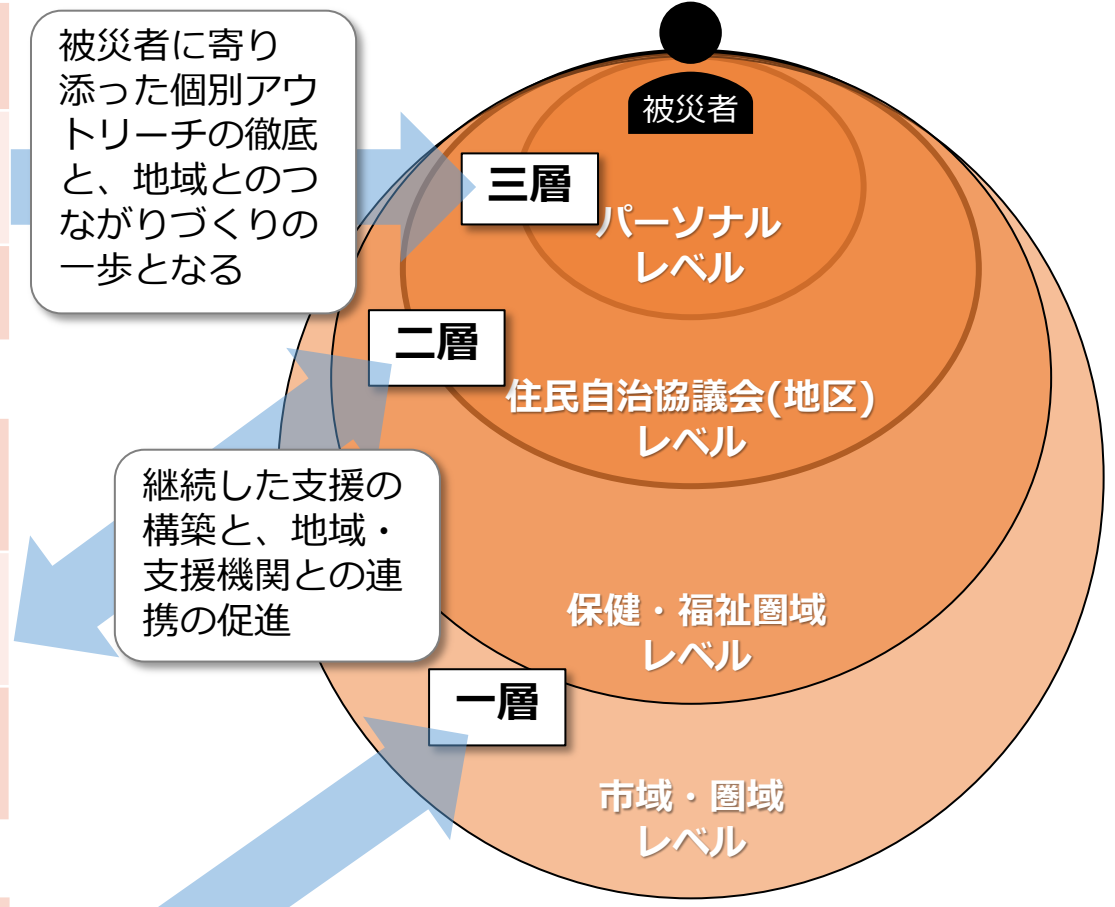 被災者に寄り
添った個別アウ
トリーチの徹底
と、地域とのつ
ながりづくりの
一歩となる
被災者
三層
パーソナル
レベル
二層
住民自治協議会(地区)
レベル
継続した支援の
構築と、地域・
支援機関との連
携の促進
保健・福祉圏域
レベル
一層
市域・圏域
レベル